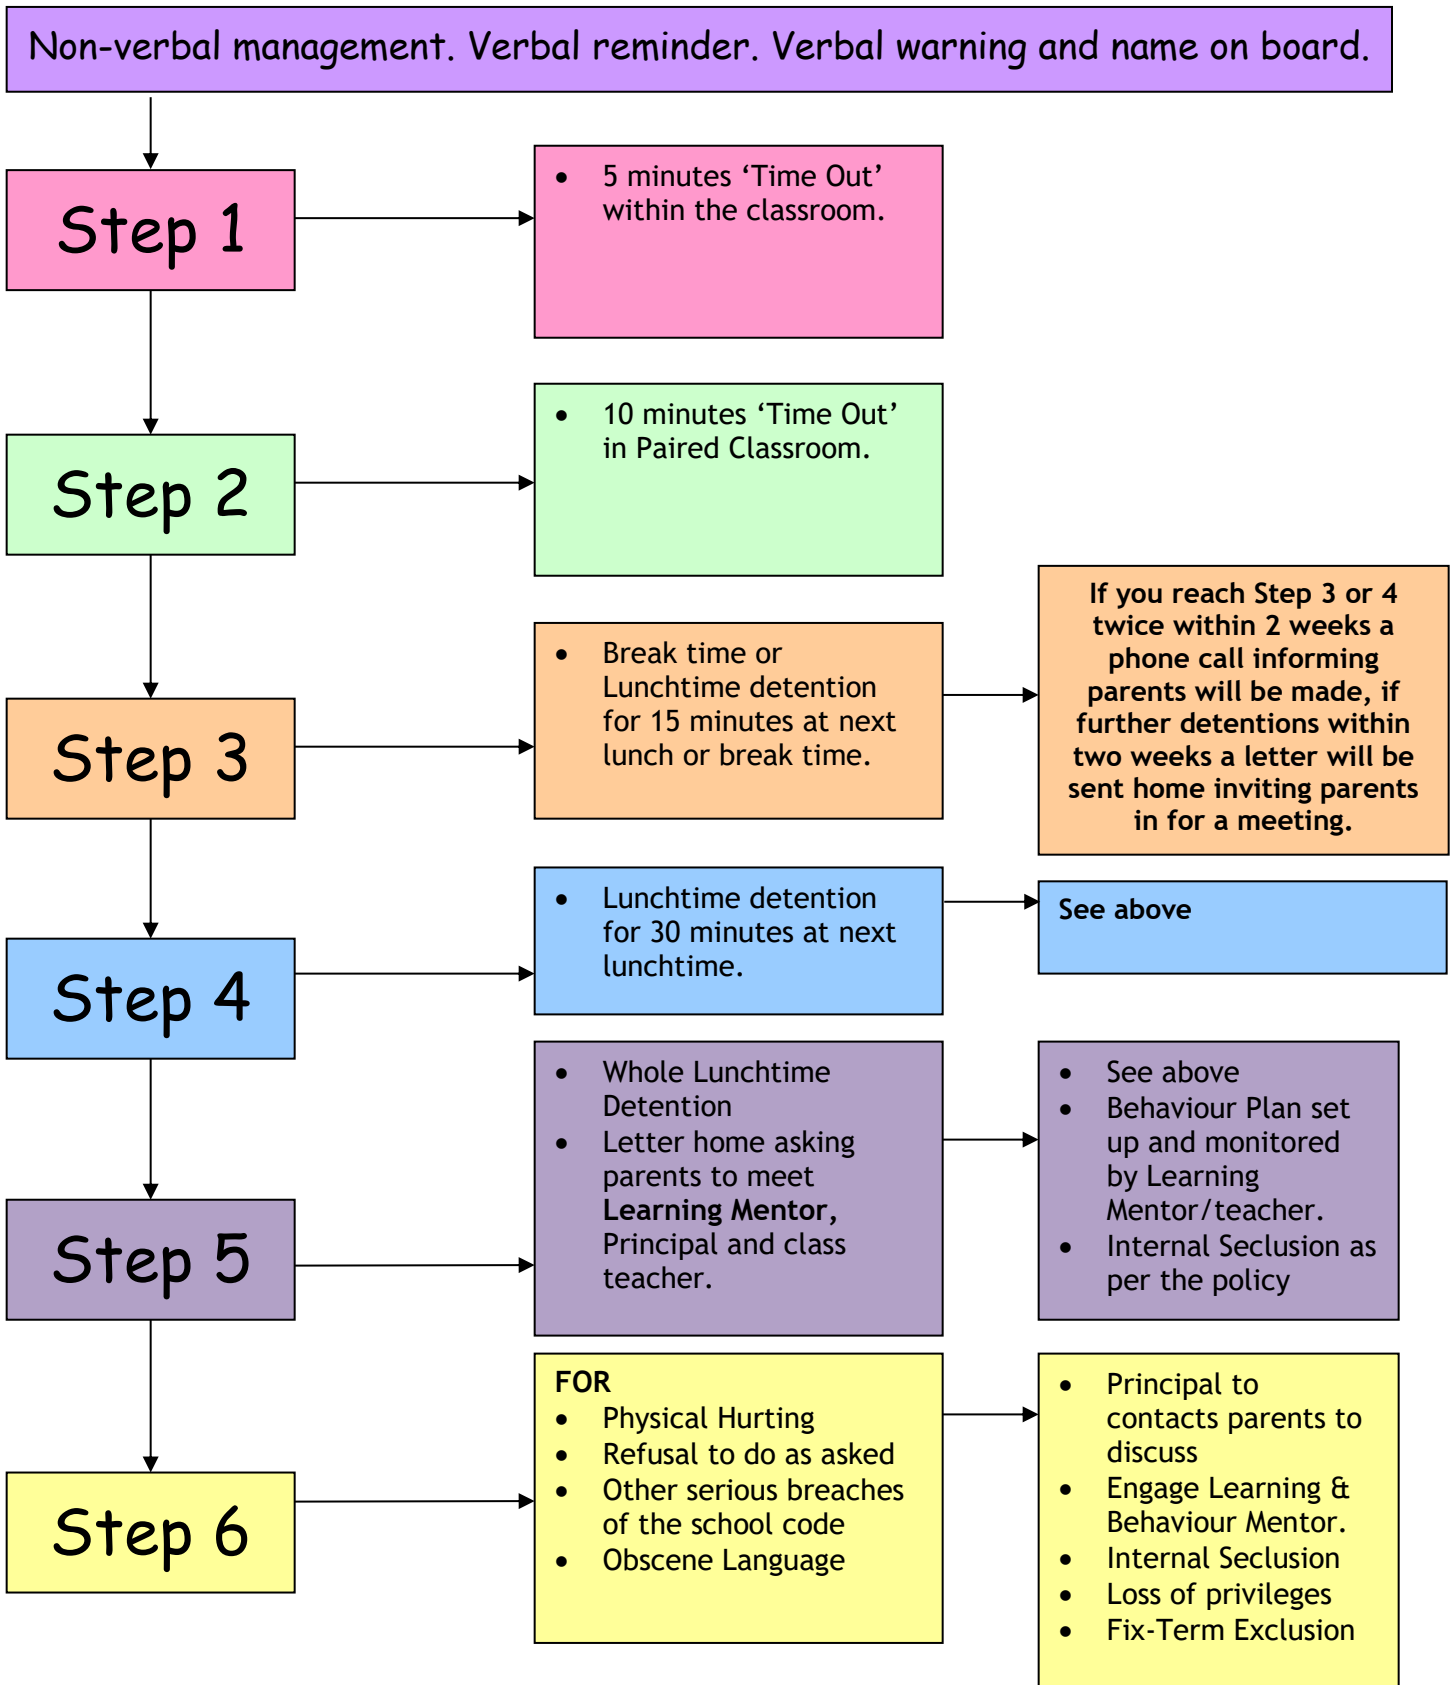 Non-verbal management. Verbal reminder. Verbal warning and name on board.
Step 1
• 5 minutes ‘Time Out’
within the classroom.
Step 2
• 10 minutes ‘Time Out’
in Paired Classroom.
Step 3
• Break time or
Lunchtime detention
for 15 minutes at next
lunch or break time.
If you reach Step 3 or 4
twice within 2 weeks a
phone call informing
parents will be made, if
further detentions within
two weeks a letter will be
sent home inviting parents
in for a meeting.
Step 4
• Lunchtime detention
for 30 minutes at next
lunchtime.
See above
Step 5
• Whole Lunchtime
Detention
• Letter home asking
parents to meet
Learning Mentor,
Principal and class
teacher.
• See above
• Behaviour Plan set
up and monitored
by Learning
Mentor/teacher.
• Internal Seclusion as
per the policy
Step 6
FOR
• Physical Hurting
• Refusal to do as asked
• Other serious breaches
of the school code
• Obscene Language
• Principal to
contacts parents to
discuss
• Engage Learning &
Behaviour Mentor.
• Internal Seclusion
• Loss of privileges
• Fix-Term Exclusion